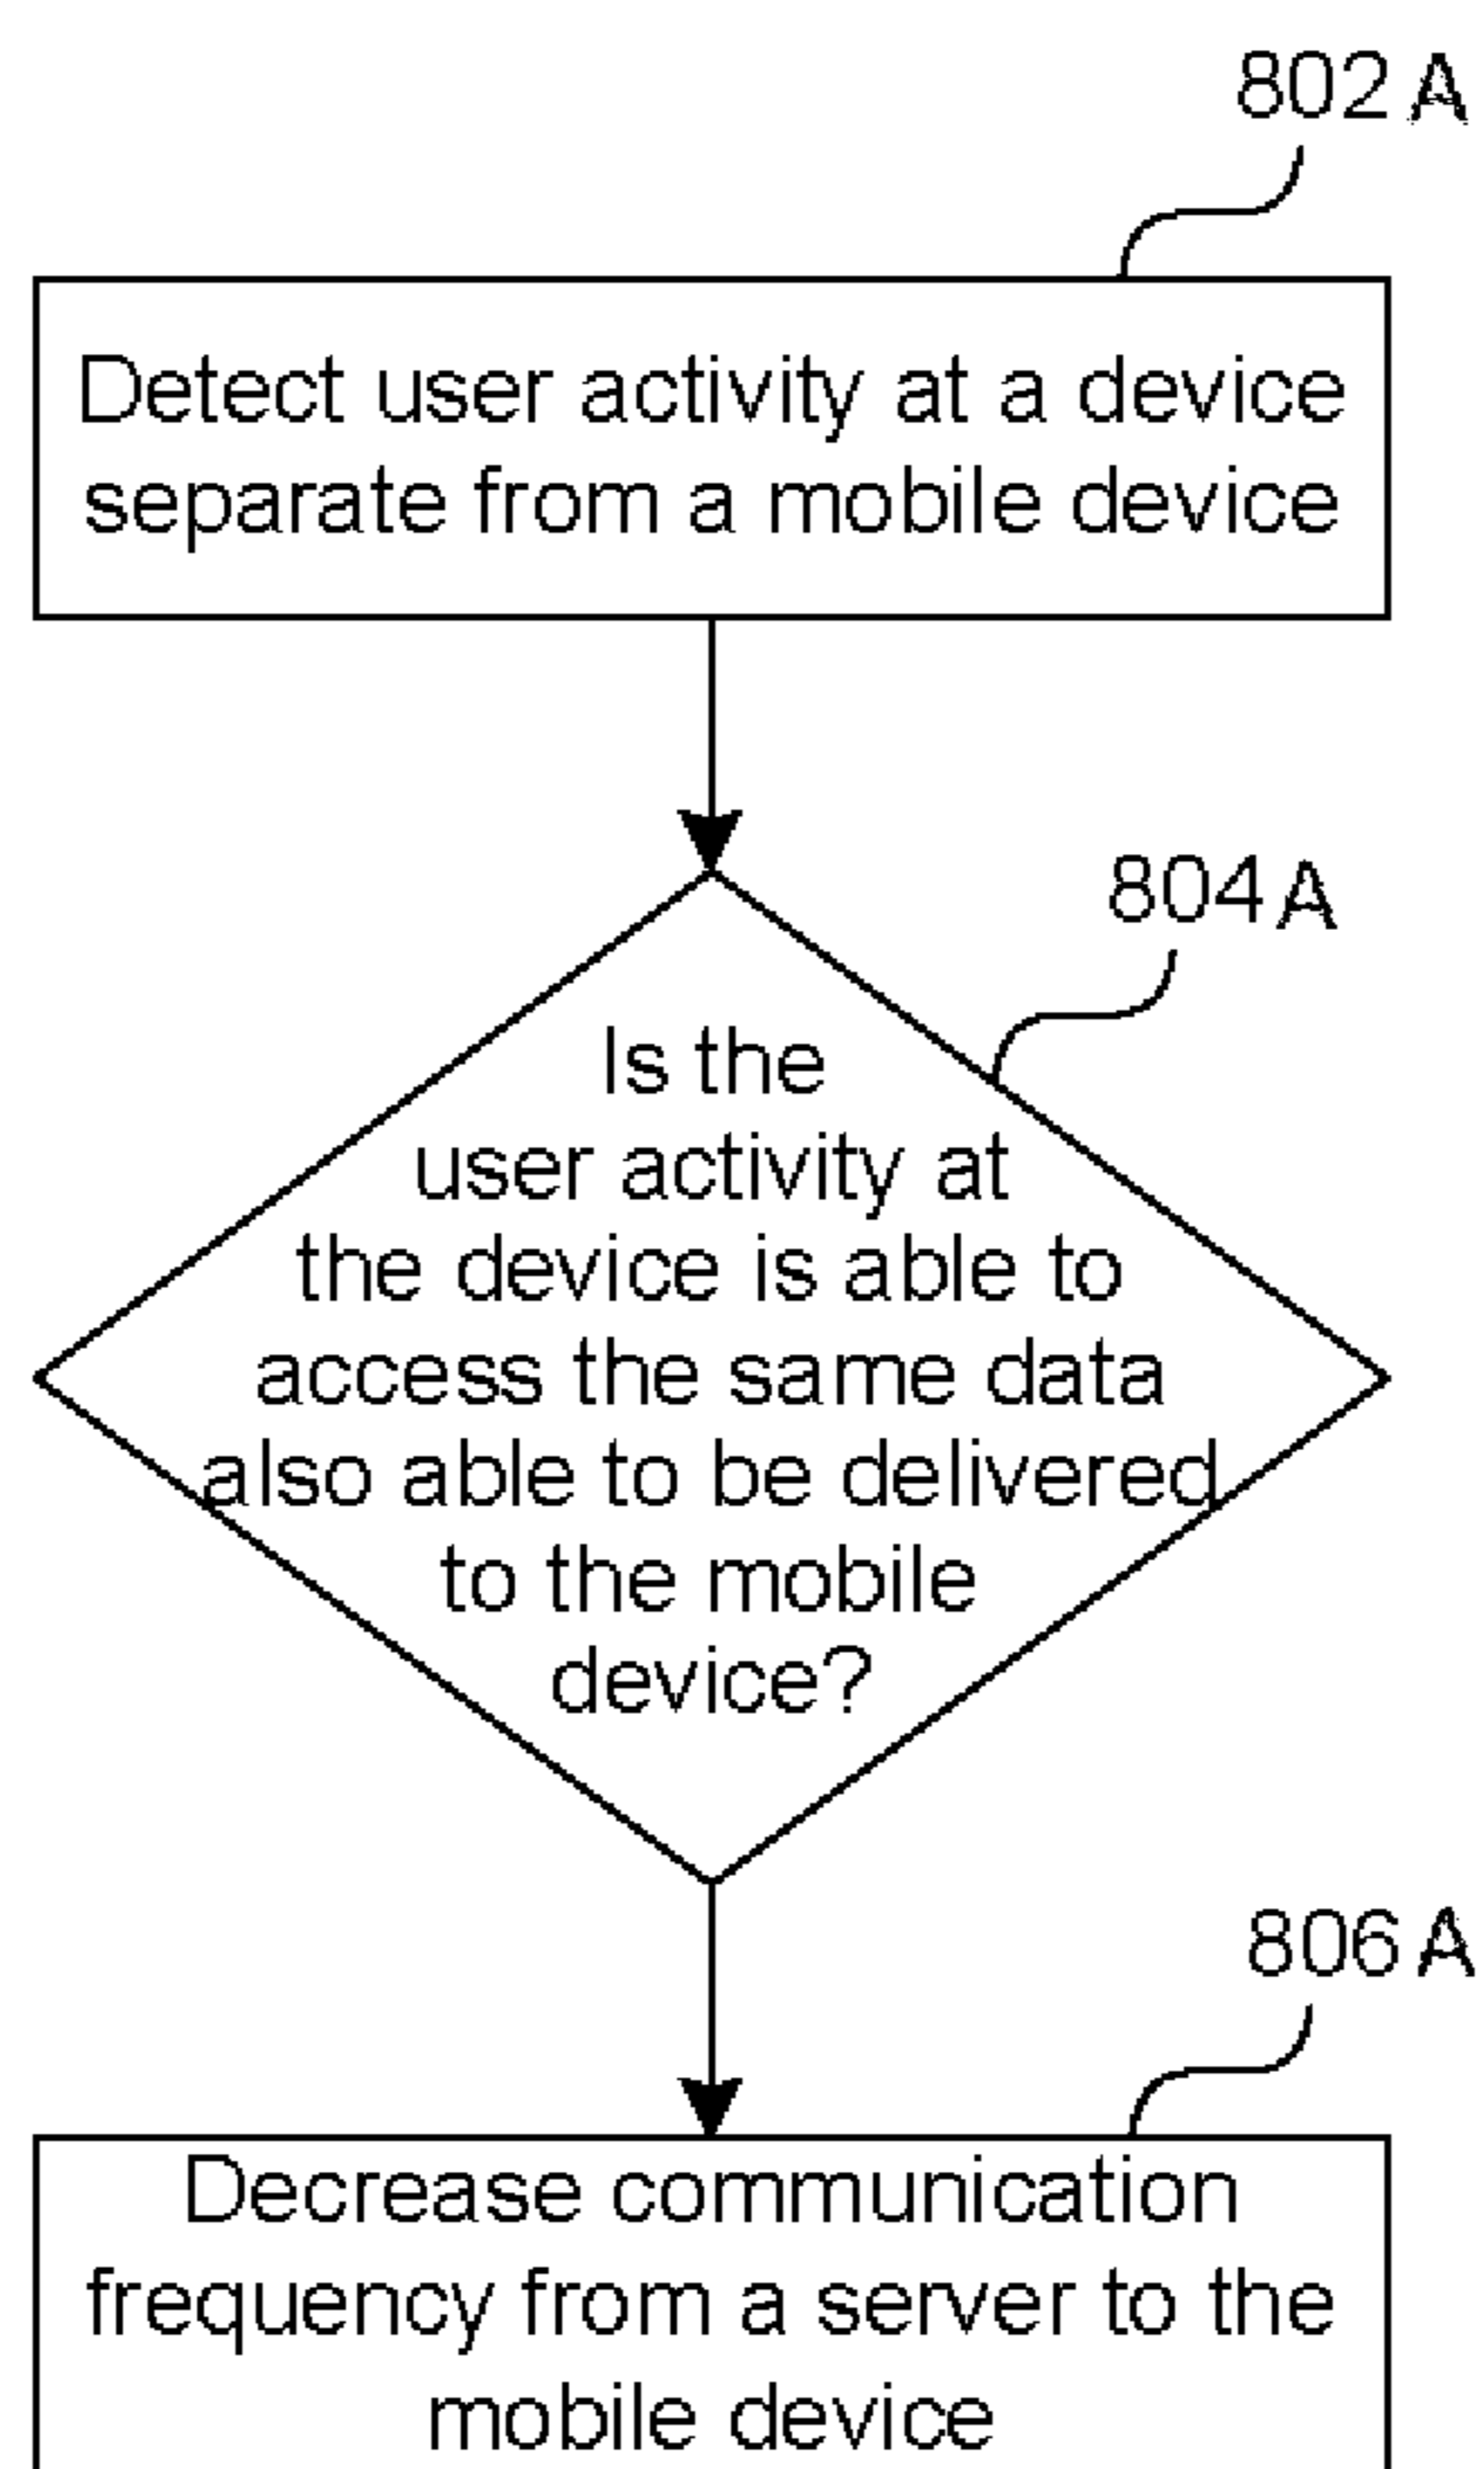 802 A
Detect user activity at a device
separate from a mobile device
804 A
Is the
user activity at
the device is able to
access the same data
also able to be delivered
to the mobile
device?
806 A
Decrease communication
frequency from a server to the
mobile device